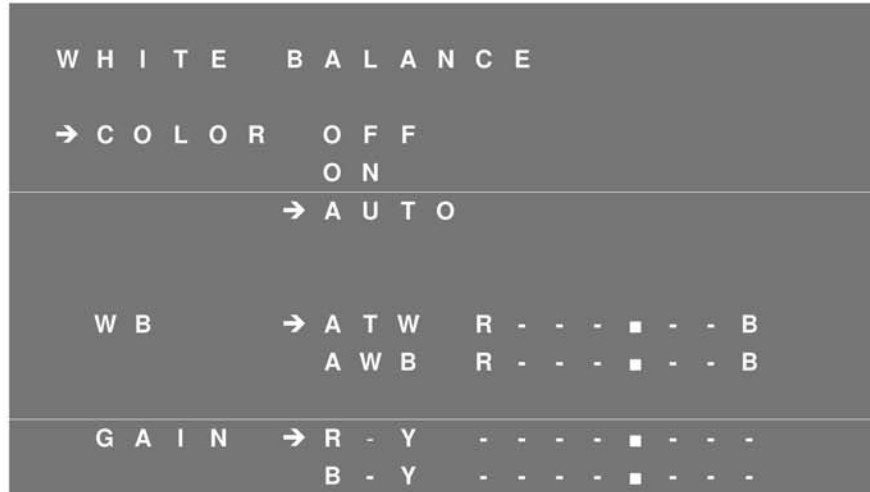 WHITE BALANCE
➔ COLOR OFF
ON
➔ AUTO
WB ➔ ATW R - - - ■ - - B
AWB R - - - ■ - - B
GAIN ➔ R - Y - - - - ■ - - -
B - Y - - - - ■ - - -